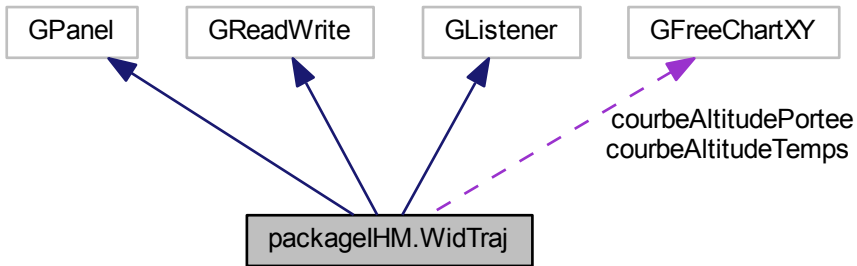 GPanel
GReadWrite
GListener
GFreeChartXY
courbeAltitudePortee
courbeAltitudeTemps
packageIHM.WidTraj